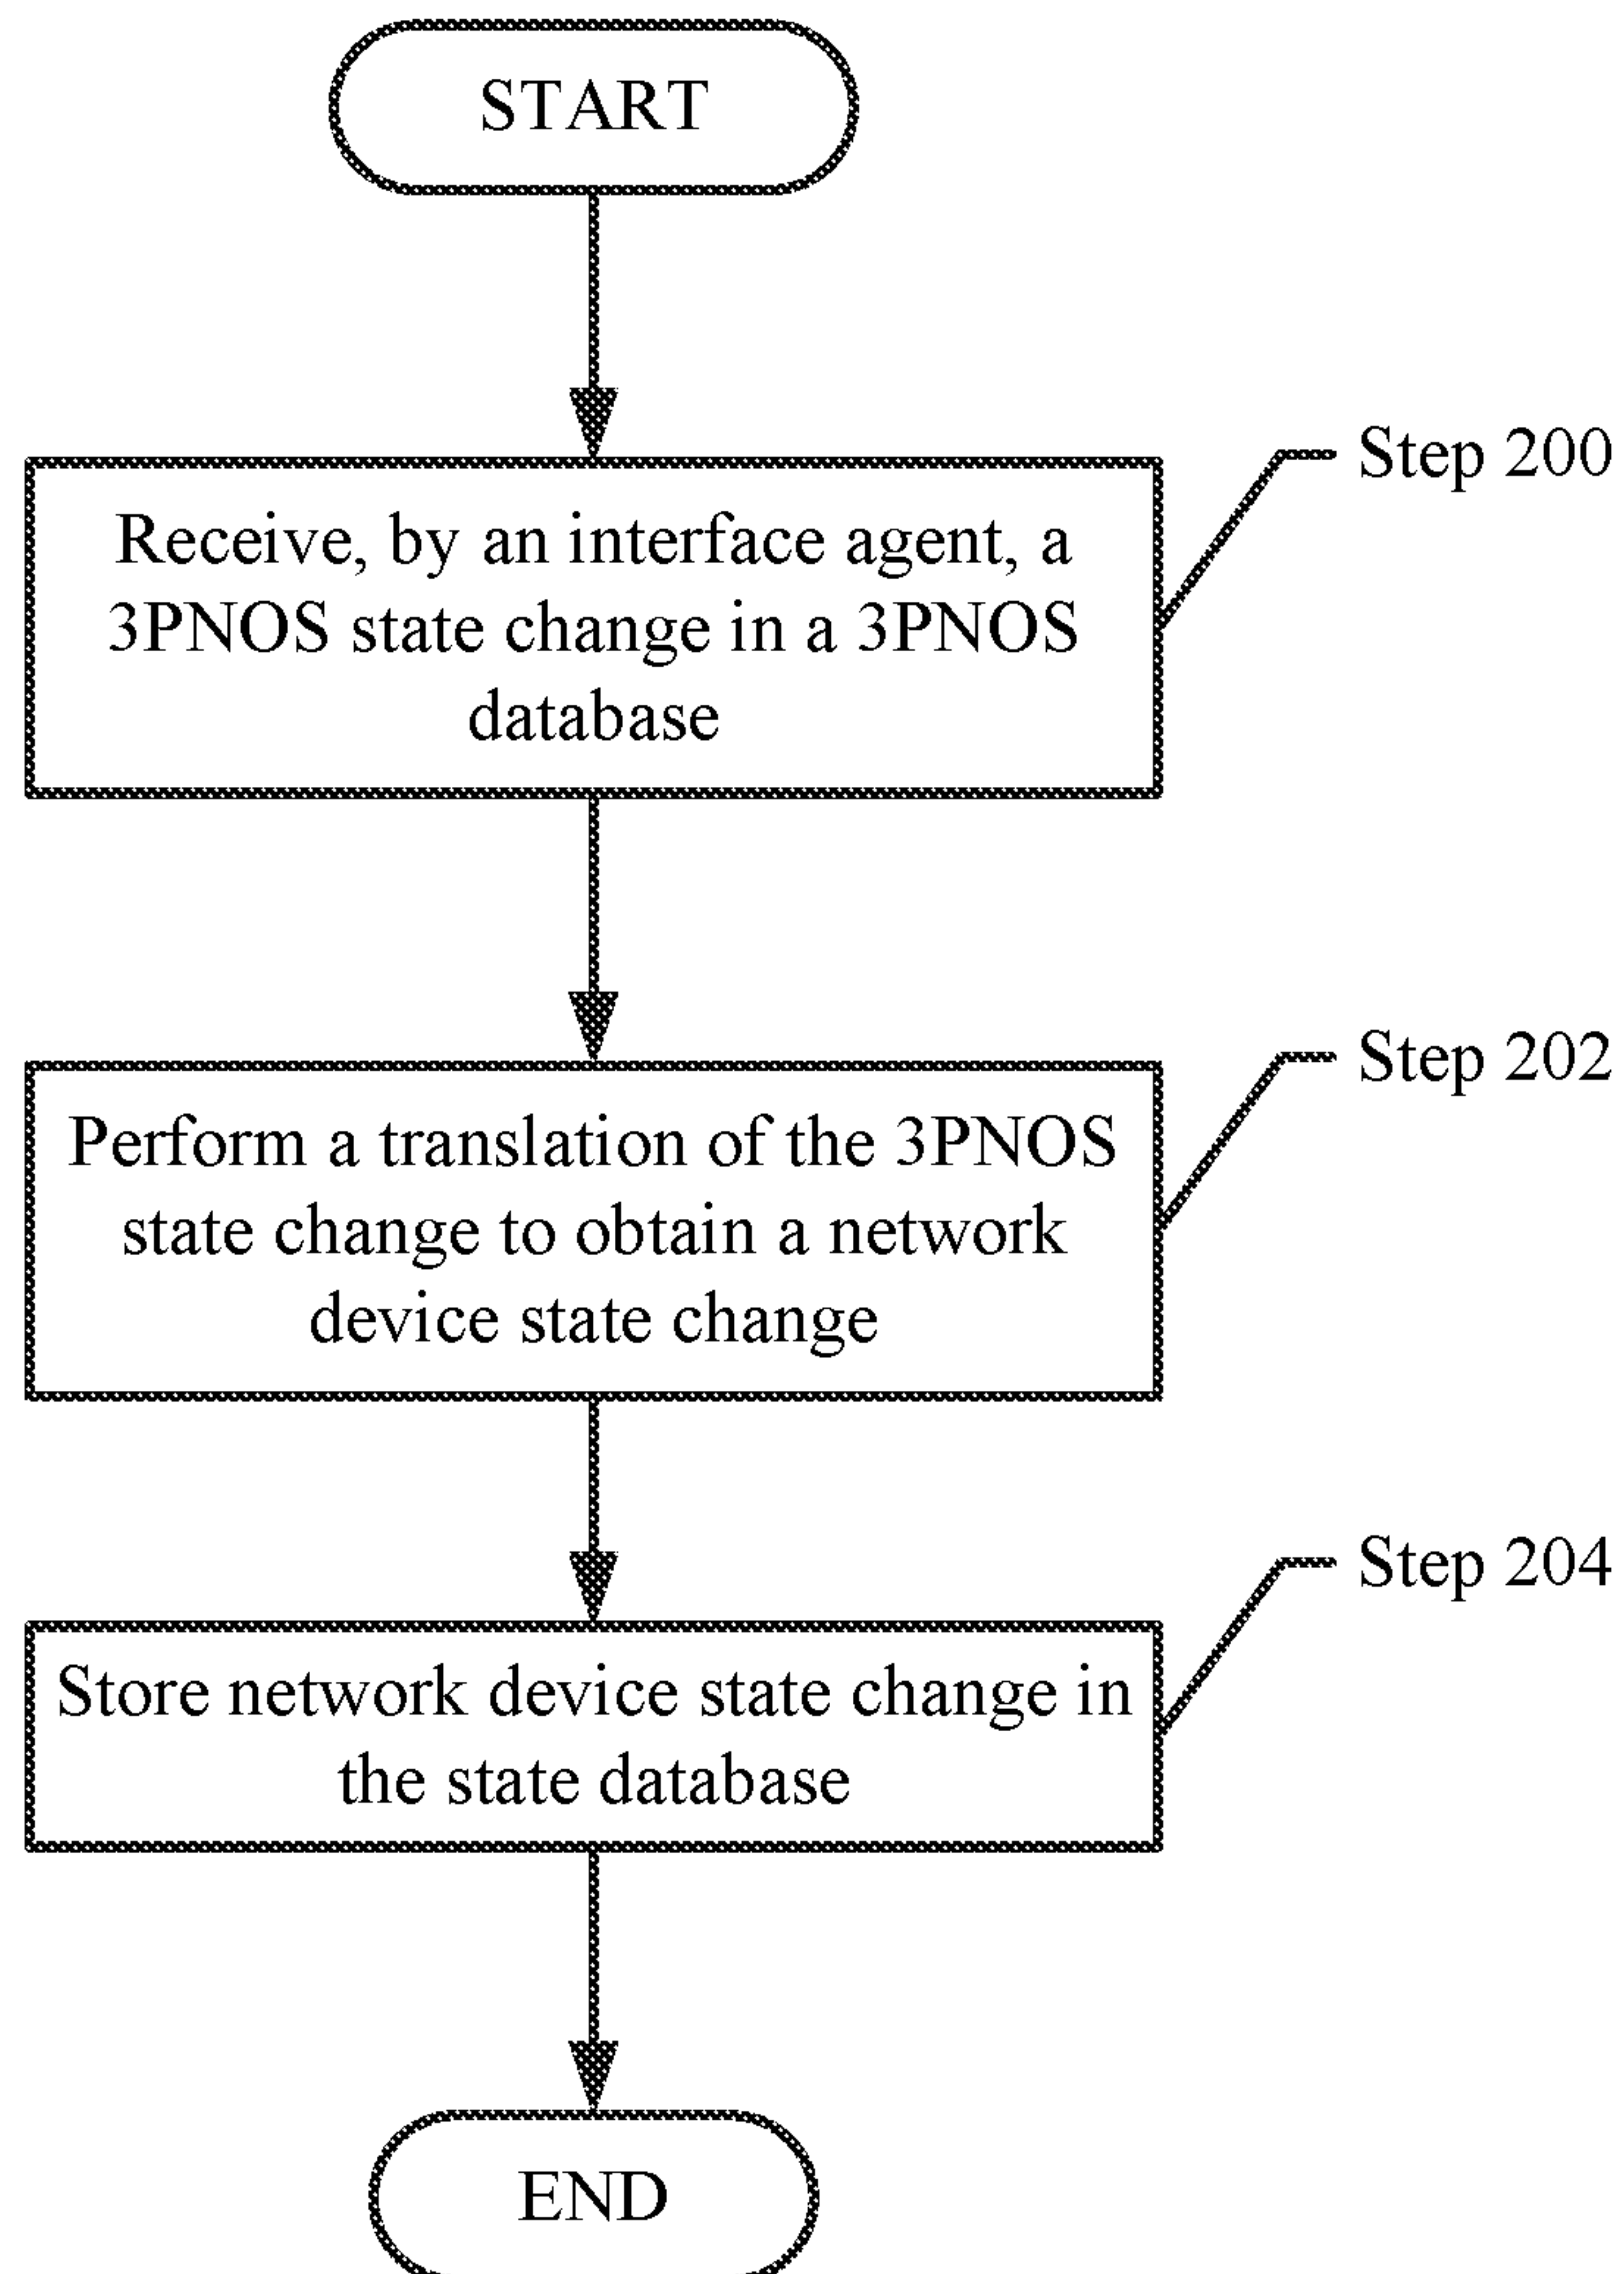 START
Step 200
Receive, by an interface agent, a
3PNOS state change in a 3PNOS
database
Step 202
Perform a translation of the 3PNOS
state change to obtain a network
device state change
Step 204
Store network device state change in
the state database
END